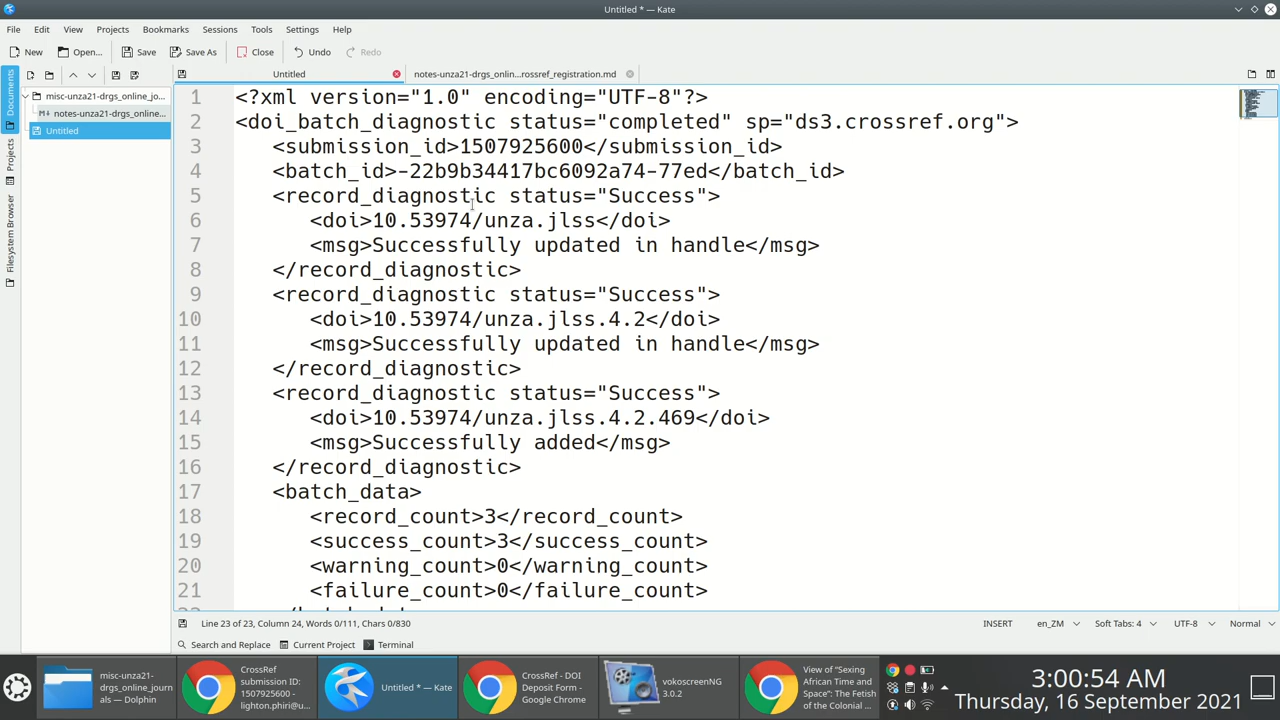 Untitled * — Kate
File Edit View Projects Bookmarks Sessions Tools Settings Help
New Open... Save Save As Close Undo Redo
Untitled notes-unza21-drgs_onlin...rossref_registration.md
Documents
Projects
Filesystem Browser
misc-unza21-drgs_online_jo...
notes-unza21-drgs_online...
Untitled
1 <?xml version="1.0" encoding="UTF-8"?>
2 <doi_batch_diagnostic status="completed" sp="ds3.crossref.org">
3 <submission_id>1507925600</submission_id>
4 <batch_id>-22b9b34417bc6092a74-77ed</batch_id>
5 <record_diagnostic status="Success">
6 <doi>10.53974/unza.jlss</doi>
7 <msg>Successfully updated in handle</msg>
8 </record_diagnostic>
9 <record_diagnostic status="Success">
10 <doi>10.53974/unza.jlss.4.2</doi>
11 <msg>Successfully updated in handle</msg>
12 </record_diagnostic>
13 <record_diagnostic status="Success">
14 <doi>10.53974/unza.jlss.4.2.469</doi>
15 <msg>Successfully added</msg>
16 </record_diagnostic>
17 <batch_data>
18 <record_count>3</record_count>
19 <success_count>3</success_count>
20 <warning_count>0</warning_count>
21 <failure_count>0</failure_count>
Line 23 of 23, Column 24, Words 0/111, Chars 0/830 INSERT en_ZM Soft Tabs: 4 UTF-8 Normal
Search and Replace Current Project Terminal
misc-unza21-
drgs_online_journ
als — Dolphin
CrossRef
submission ID:
1507925600 -
lighton.phiri@u...
Untitled * — Kate
CrossRef - DOI
Deposit Form -
Google Chrome
vokoscreenNG
3.0.2
View of “Sexing
African Time and
Space”: The Fetish
of the Colonial ...
3:00:54 AM
Thursday, 16 September 2021